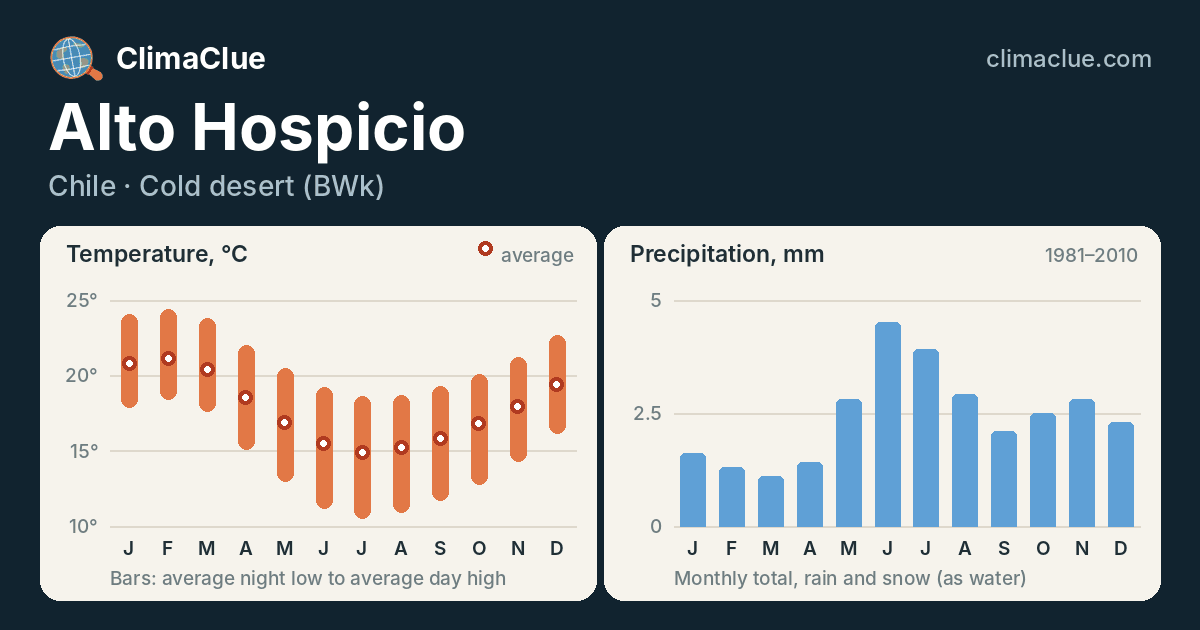 ClimaClue
climaclue.com
Alto Hospicio
Chile · Cold desert (BWk)
Temperature, °C
average
25°
20°
15°
10°
J F M A M J J A S O N D
Bars: average night low to average day high
Precipitation, mm
1981–2010
5
2.5
0
J F M A M J J A S O N D
Monthly total, rain and snow (as water)